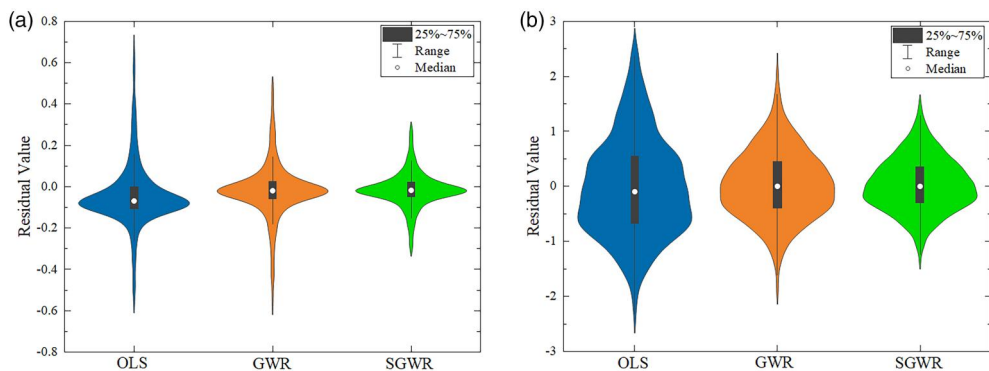 (a)
0.8
0.6
0.4
0.2
0.0
-0.2
-0.4
-0.6
-0.8
Residual Value
25%~75%
Range
Median
OLS GWR SGWR
(b)
3
2
1
0
-1
-2
-3
Residual Value
25%~75%
Range
Median
OLS GWR SGWR